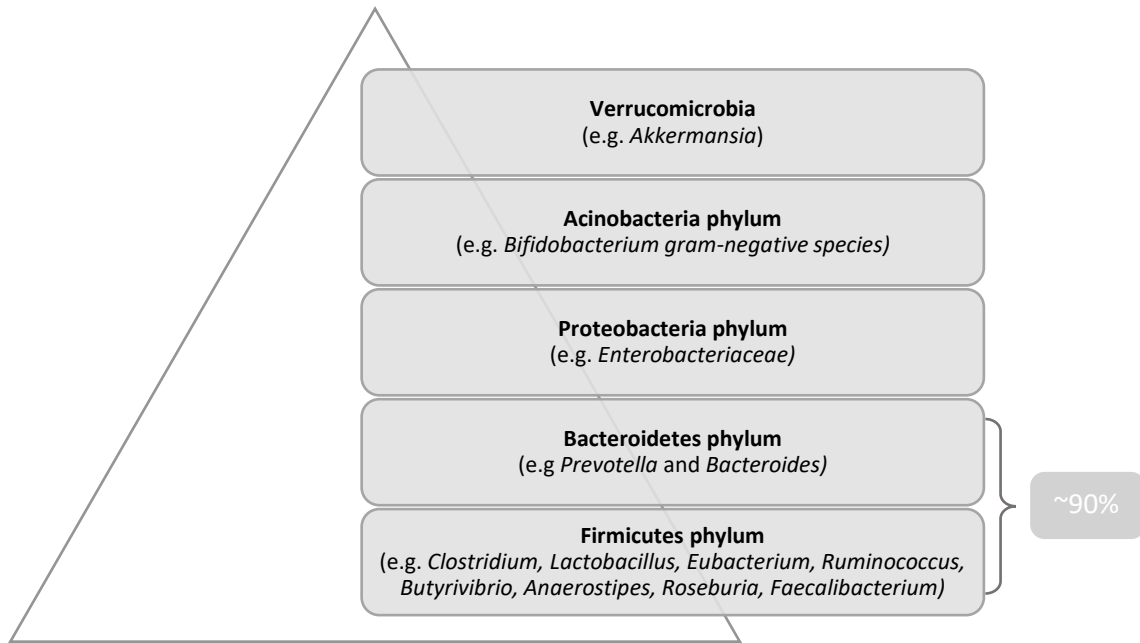 Verrucomicrobia
(e.g. Akkermansia)
Acinobacteria phylum
(e.g. Bifidobacterium gram-negative species)
Proteobacteria phylum
(e.g. Enterobacteriaceae)
Bacteroidetes phylum
(e.g Prevotella and Bacteroides)
~90%
Firmicutes phylum
(e.g. Clostridium, Lactobacillus, Eubacterium, Ruminococcus,
Butyrivibrio, Anaerostipes, Roseburia, Faecalibacterium)